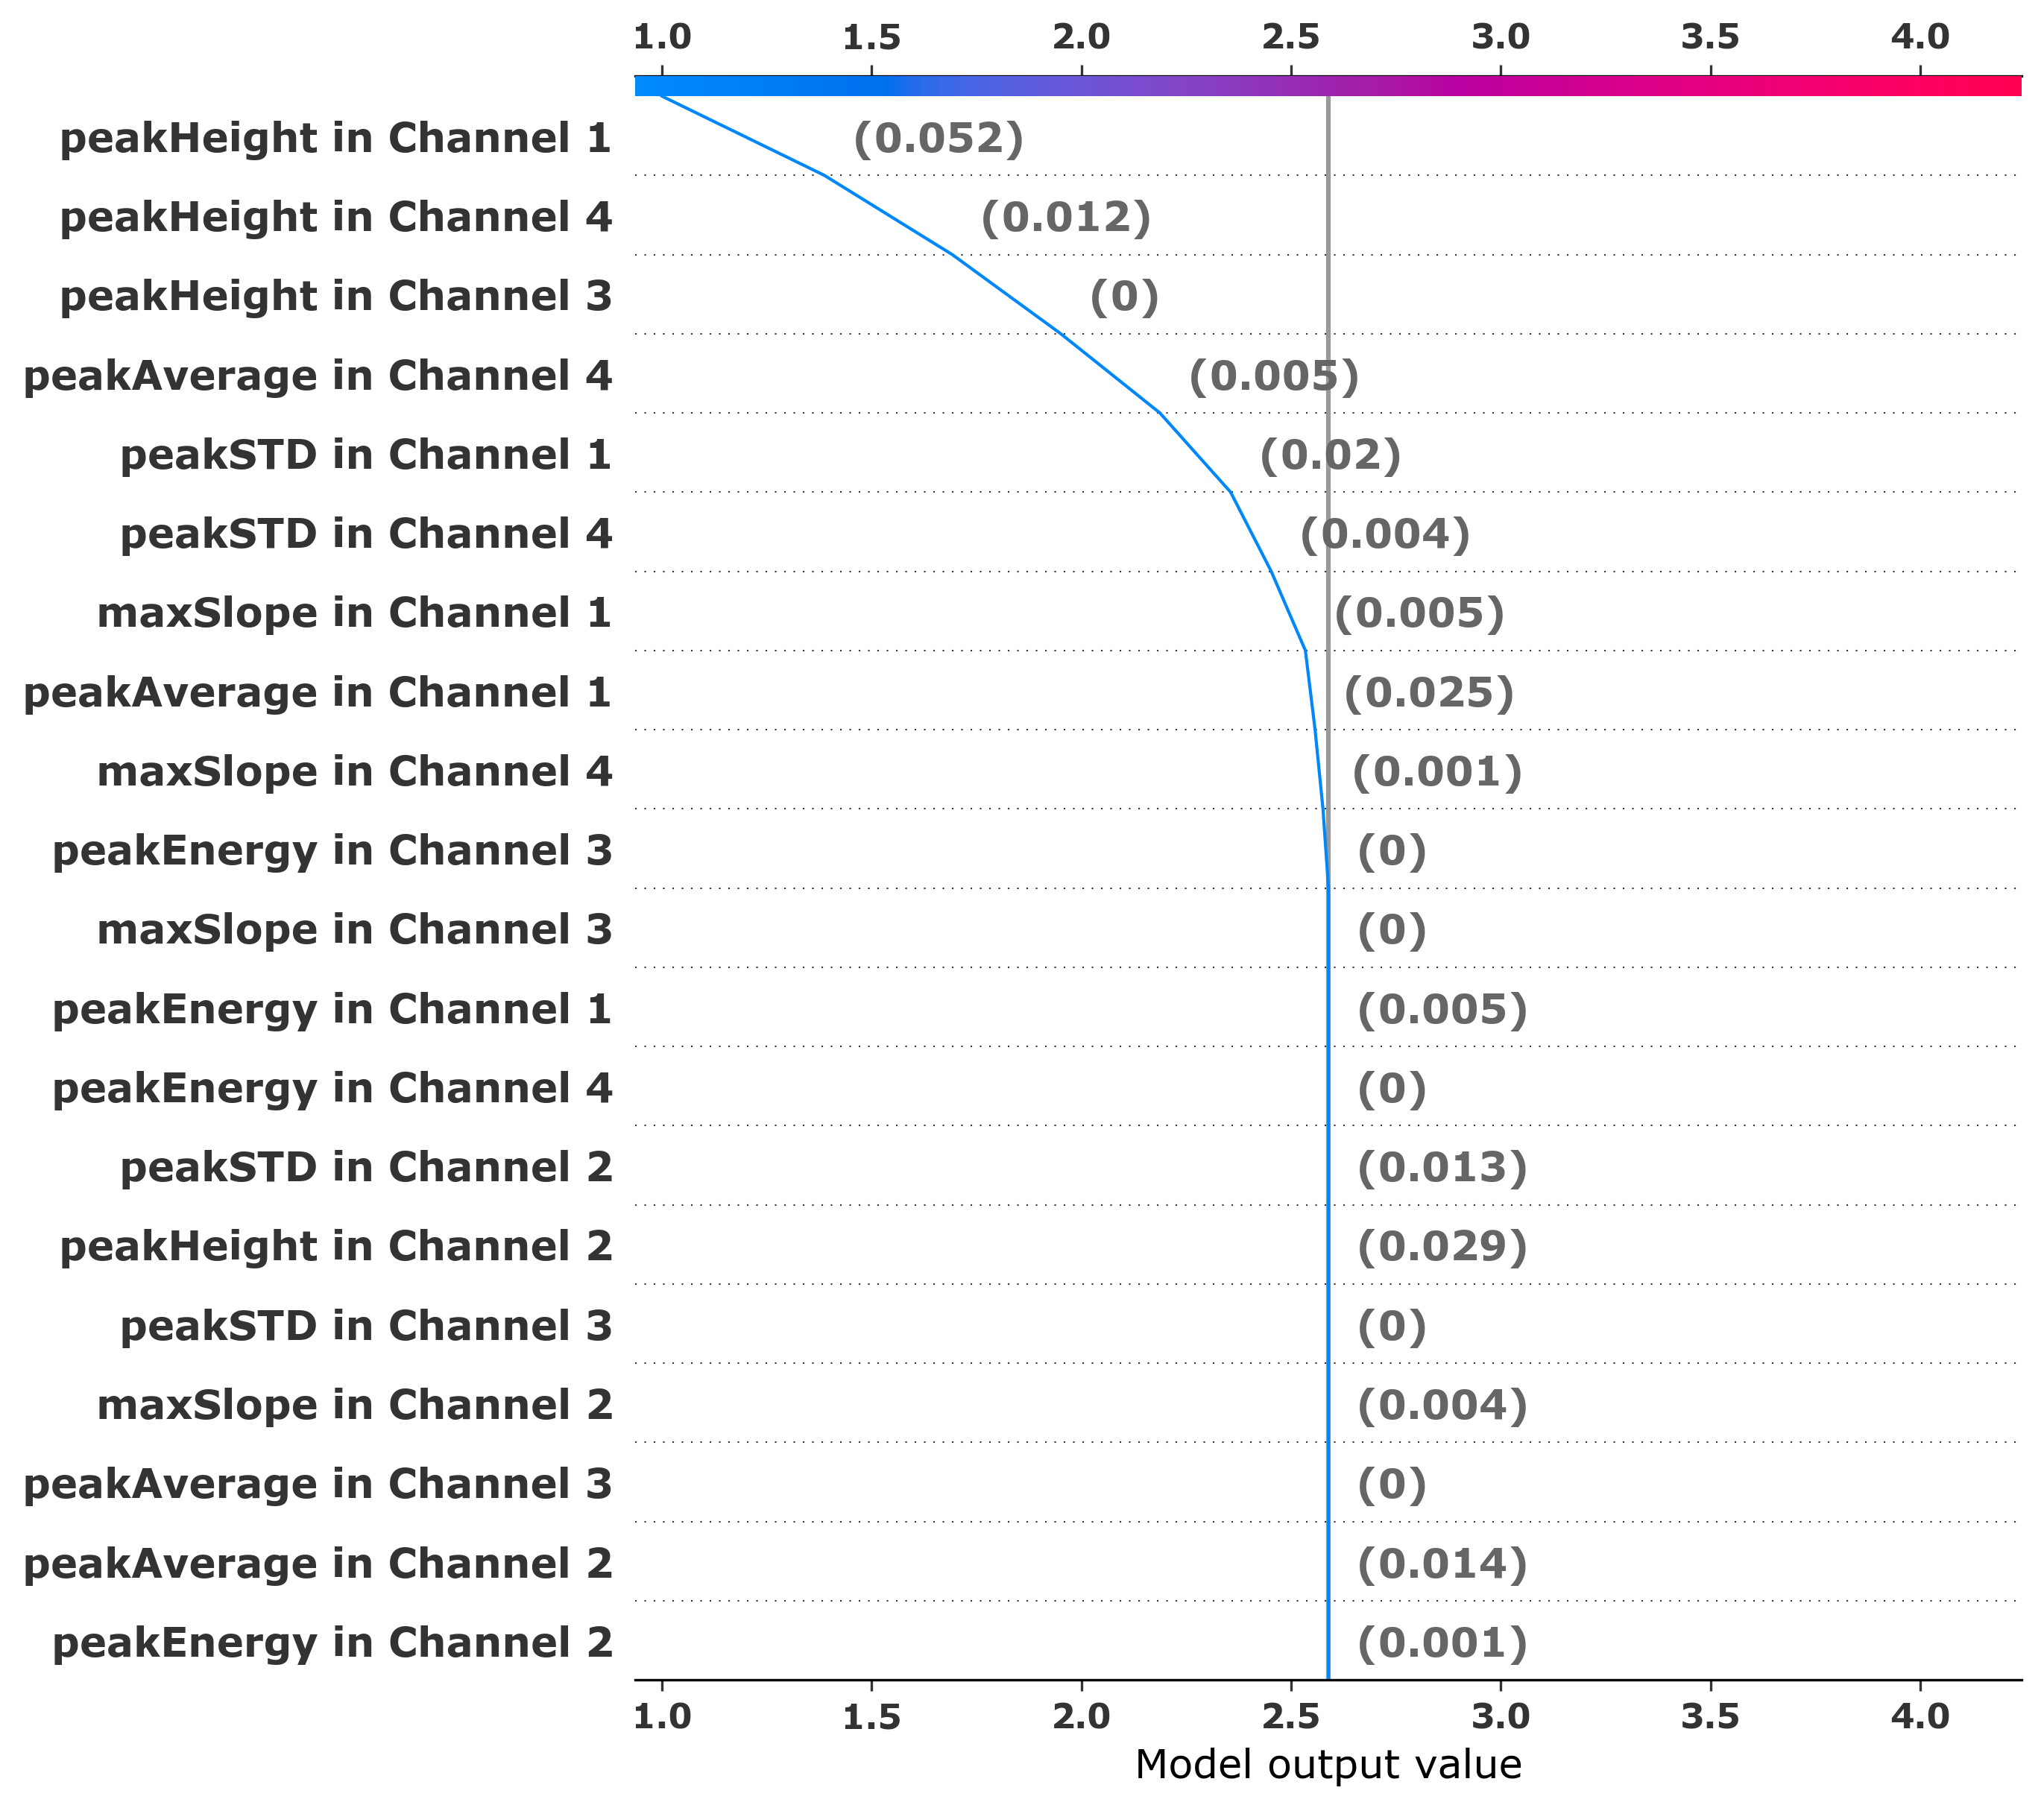 1.0 1.5 2.0 2.5 3.0 3.5 4.0
peakHeight in Channel 1 (0.052)
peakHeight in Channel 4 (0.012)
peakHeight in Channel 3 (0)
peakAverage in Channel 4 (0.005)
peakSTD in Channel 1 (0.02)
peakSTD in Channel 4 (0.004)
maxSlope in Channel 1 (0.005)
peakAverage in Channel 1 (0.025)
maxSlope in Channel 4 (0.001)
peakEnergy in Channel 3 (0)
maxSlope in Channel 3 (0)
peakEnergy in Channel 1 (0.005)
peakEnergy in Channel 4 (0)
peakSTD in Channel 2 (0.013)
peakHeight in Channel 2 (0.029)
peakSTD in Channel 3 (0)
maxSlope in Channel 2 (0.004)
peakAverage in Channel 3 (0)
peakAverage in Channel 2 (0.014)
peakEnergy in Channel 2 (0.001)
1.0 1.5 2.0 2.5 3.0 3.5 4.0
Model output value